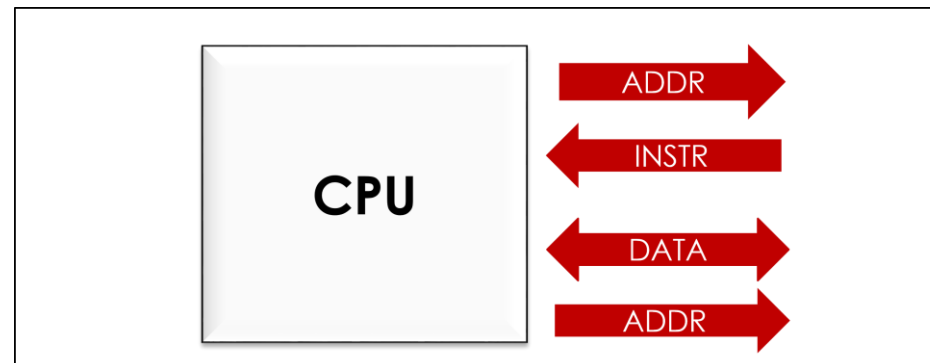 ADDR
INSTR
CPU
DATA
ADDR